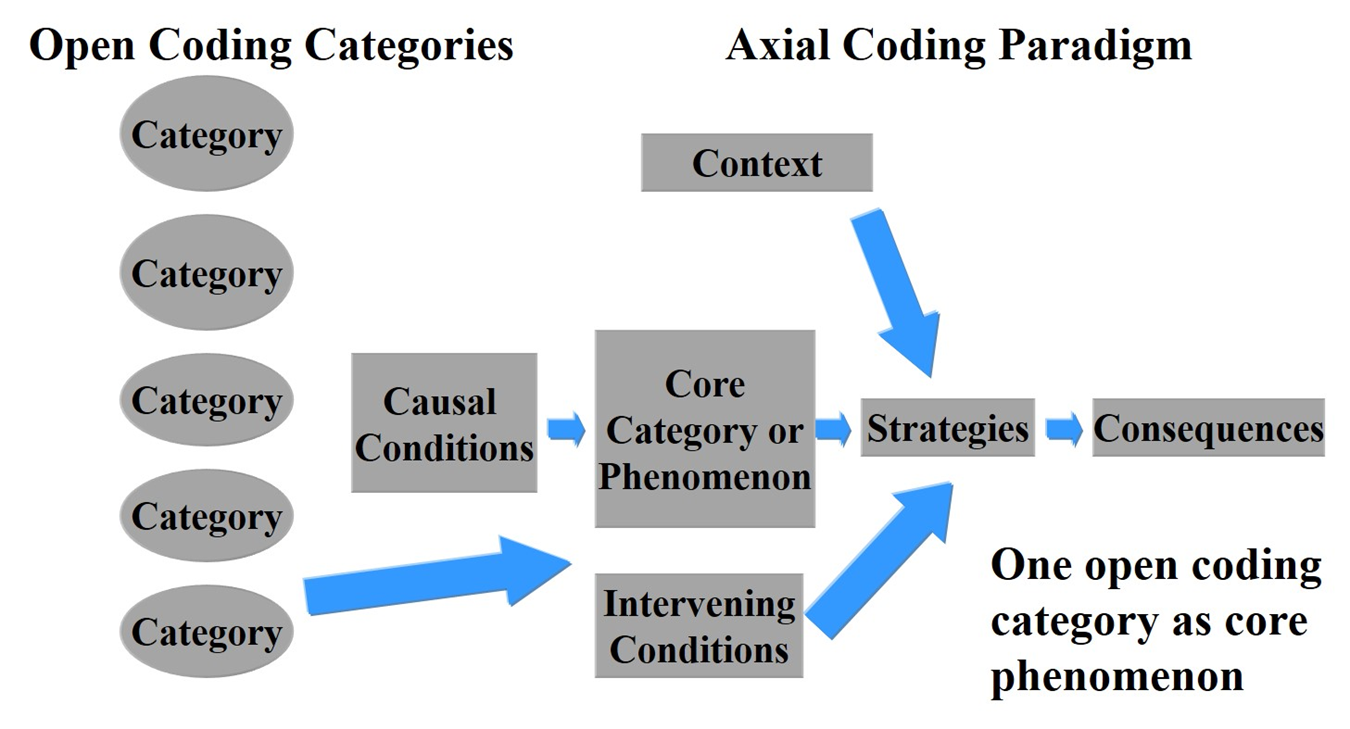 Open Coding Categories
Axial Coding Paradigm
Category
Category
Category
Category
Category
Context
Causal
Conditions
Core
Category or
Phenomenon
Strategies
Consequences
Intervening
Conditions
One open coding
category as core
phenomenon